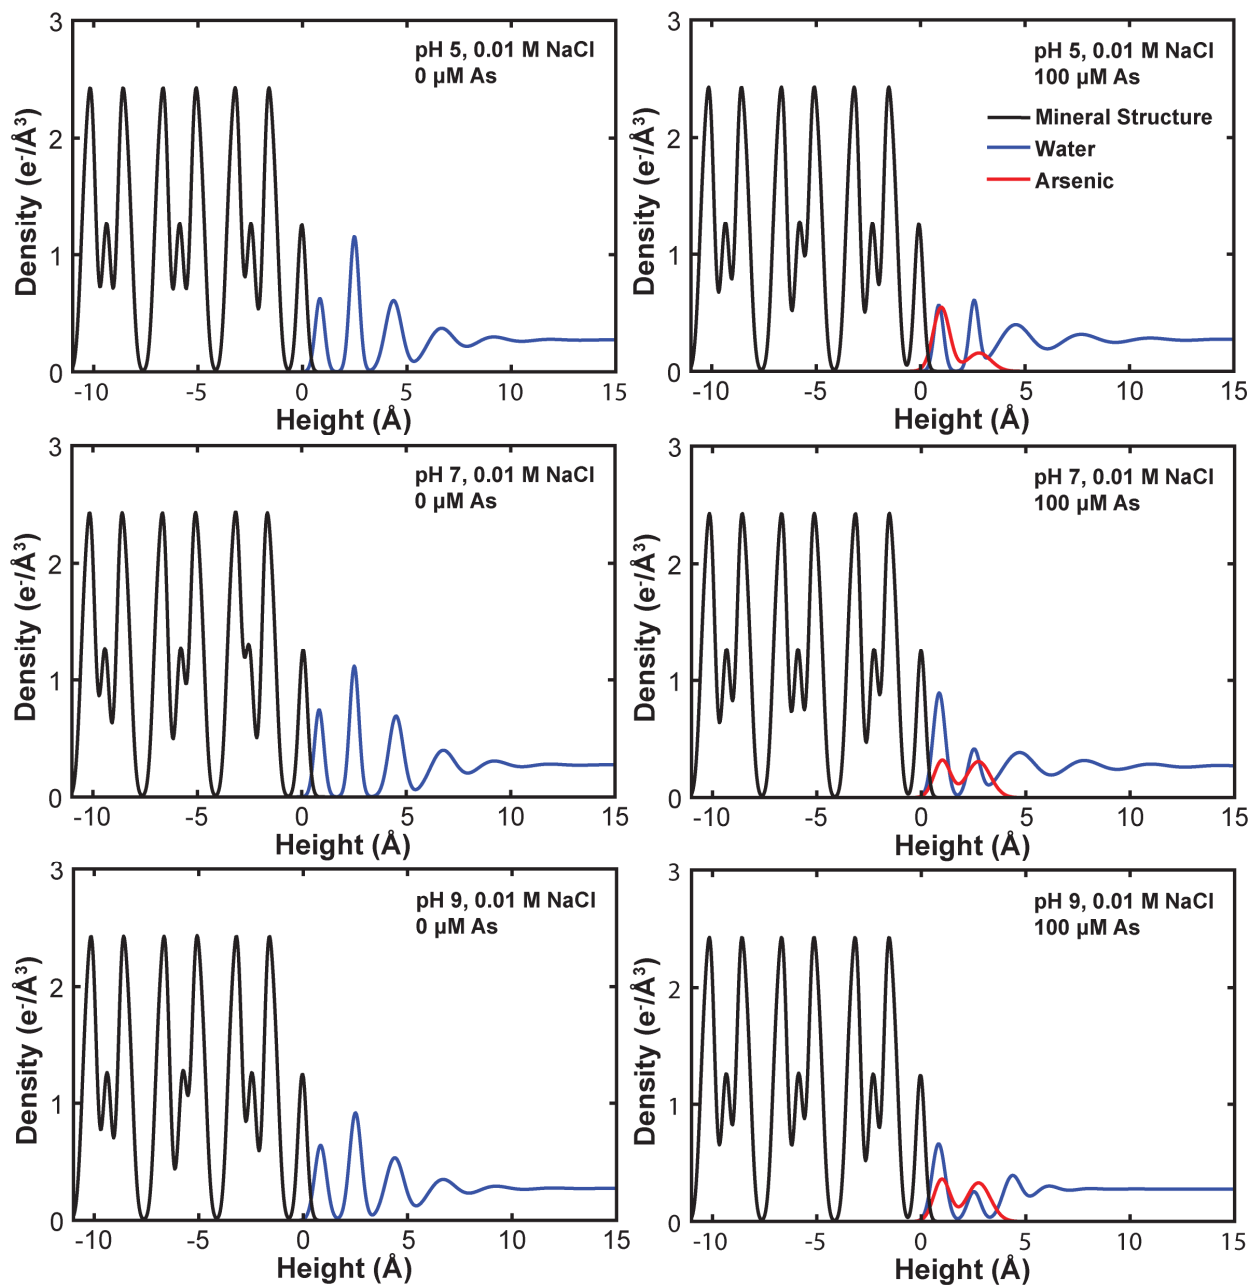 3
2
1
0
Density (e⁻/Å³)
pH 5, 0.01 M NaCl
0 µM As
-10 -5 0 5 10 15
Height (Å)
3
2
1
0
Density (e⁻/Å³)
pH 5, 0.01 M NaCl
100 µM As
Mineral Structure
Water
Arsenic
-10 -5 0 5 10 15
Height (Å)
3
2
1
0
Density (e⁻/Å³)
pH 7, 0.01 M NaCl
0 µM As
-10 -5 0 5 10 15
Height (Å)
3
2
1
0
Density (e⁻/Å³)
pH 7, 0.01 M NaCl
100 µM As
-10 -5 0 5 10 15
Height (Å)
3
2
1
0
Density (e⁻/Å³)
pH 9, 0.01 M NaCl
0 µM As
-10 -5 0 5 10 15
Height (Å)
3
2
1
0
Density (e⁻/Å³)
pH 9, 0.01 M NaCl
100 µM As
-10 -5 0 5 10 15
Height (Å)